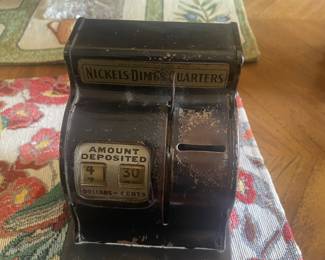 NICKELS DIMES QUARTERS
AMOUNT
DEPOSITED
4 30
DOLLARS - CENTS